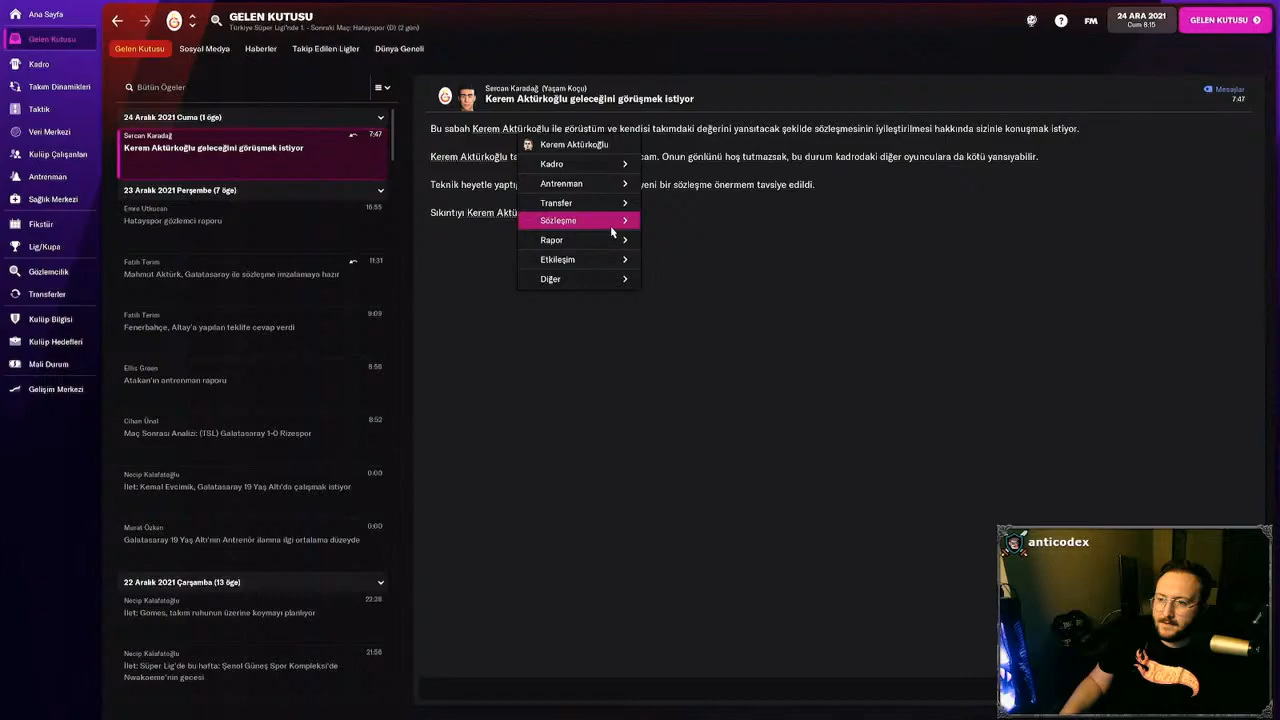 Ana Sayfa
Gelen Kutusu
Kadro
Takım Dinamikleri
Taktik
Veri Merkezi
Kulüp Çalışanları
Antrenman
Sağlık Merkezi
Fikstür
Lig/Kupa
Gözlemcilik
Transferler
Kulüp Bilgisi
Kulüp Hedefleri
Mali Durum
Gelişim Merkezi
GELEN KUTUSU
Türkiye Süper Ligi'nde 1. - Sonraki Maç: Hatayspor (D) (2 gün)
FM
24 ARA 2021
Cum 8:15
GELEN KUTUSU
Gelen Kutusu Sosyal Medya Haberler Takip Edilen Ligler Dünya Geneli
Bütün Ögeler
24 Aralık 2021 Cuma (1 öge)
Sercan Karadağ 7:47
Kerem Aktürkoğlu geleceğini görüşmek istiyor
23 Aralık 2021 Perşembe (7 öge)
Emre Utkucan 16:55
Hatayspor gözlemci raporu
Fatih Terim 11:31
Mahmut Aktürk, Galatasaray ile sözleşme imzalamaya hazır
Fatih Terim 9:09
Fenerbahçe, Altay'a yapılan teklife cevap verdi
Ellis Green 8:56
Atakan'ın antrenman raporu
Cihan Ünal 8:52
Maç Sonrası Analizi: (TSL) Galatasaray 1-0 Rizespor
Necip Kalafatoğlu 0:00
İlet: Kemal Evcimik, Galatasaray 19 Yaş Altı'da çalışmak istiyor
Murat Özkan 0:00
Galatasaray 19 Yaş Altı'nın Antrenör ilanına ilgi ortalama düzeyde
22 Aralık 2021 Çarşamba (13 öge)
Necip Kalafatoğlu 23:38
İlet: Gomes, takım ruhunun üzerine koymayı planlıyor
Necip Kalafatoğlu 21:56
İlet: Süper Lig'de bu hafta: Şenol Güneş Spor Kompleksi'de
Nwakaeme'nin gecesi
Sercan Karadağ (Yaşam Koçu)
Kerem Aktürkoğlu geleceğini görüşmek istiyor
Mesajlar
7:47
Bu sabah Kerem Aktürkoğlu ile görüştüm ve kendisi takımdaki değerini yansıtacak şekilde sözleşmesinin iyileştirilmesi hakkında sizinle konuşmak istiyor.
Kerem Aktürkoğlu ta cam. Onun gönlünü hoş tutmazsak, bu durum kadrodaki diğer oyunculara da kötü yansıyabilir.
Teknik heyetle yaptığ yeni bir sözleşme önermem tavsiye edildi.
Sıkıntıyı Kerem Aktü
Kerem Aktürkoğlu
Kadro
Antrenman
Transfer
Sözleşme
Rapor
Etkileşim
Diğer
anticodex